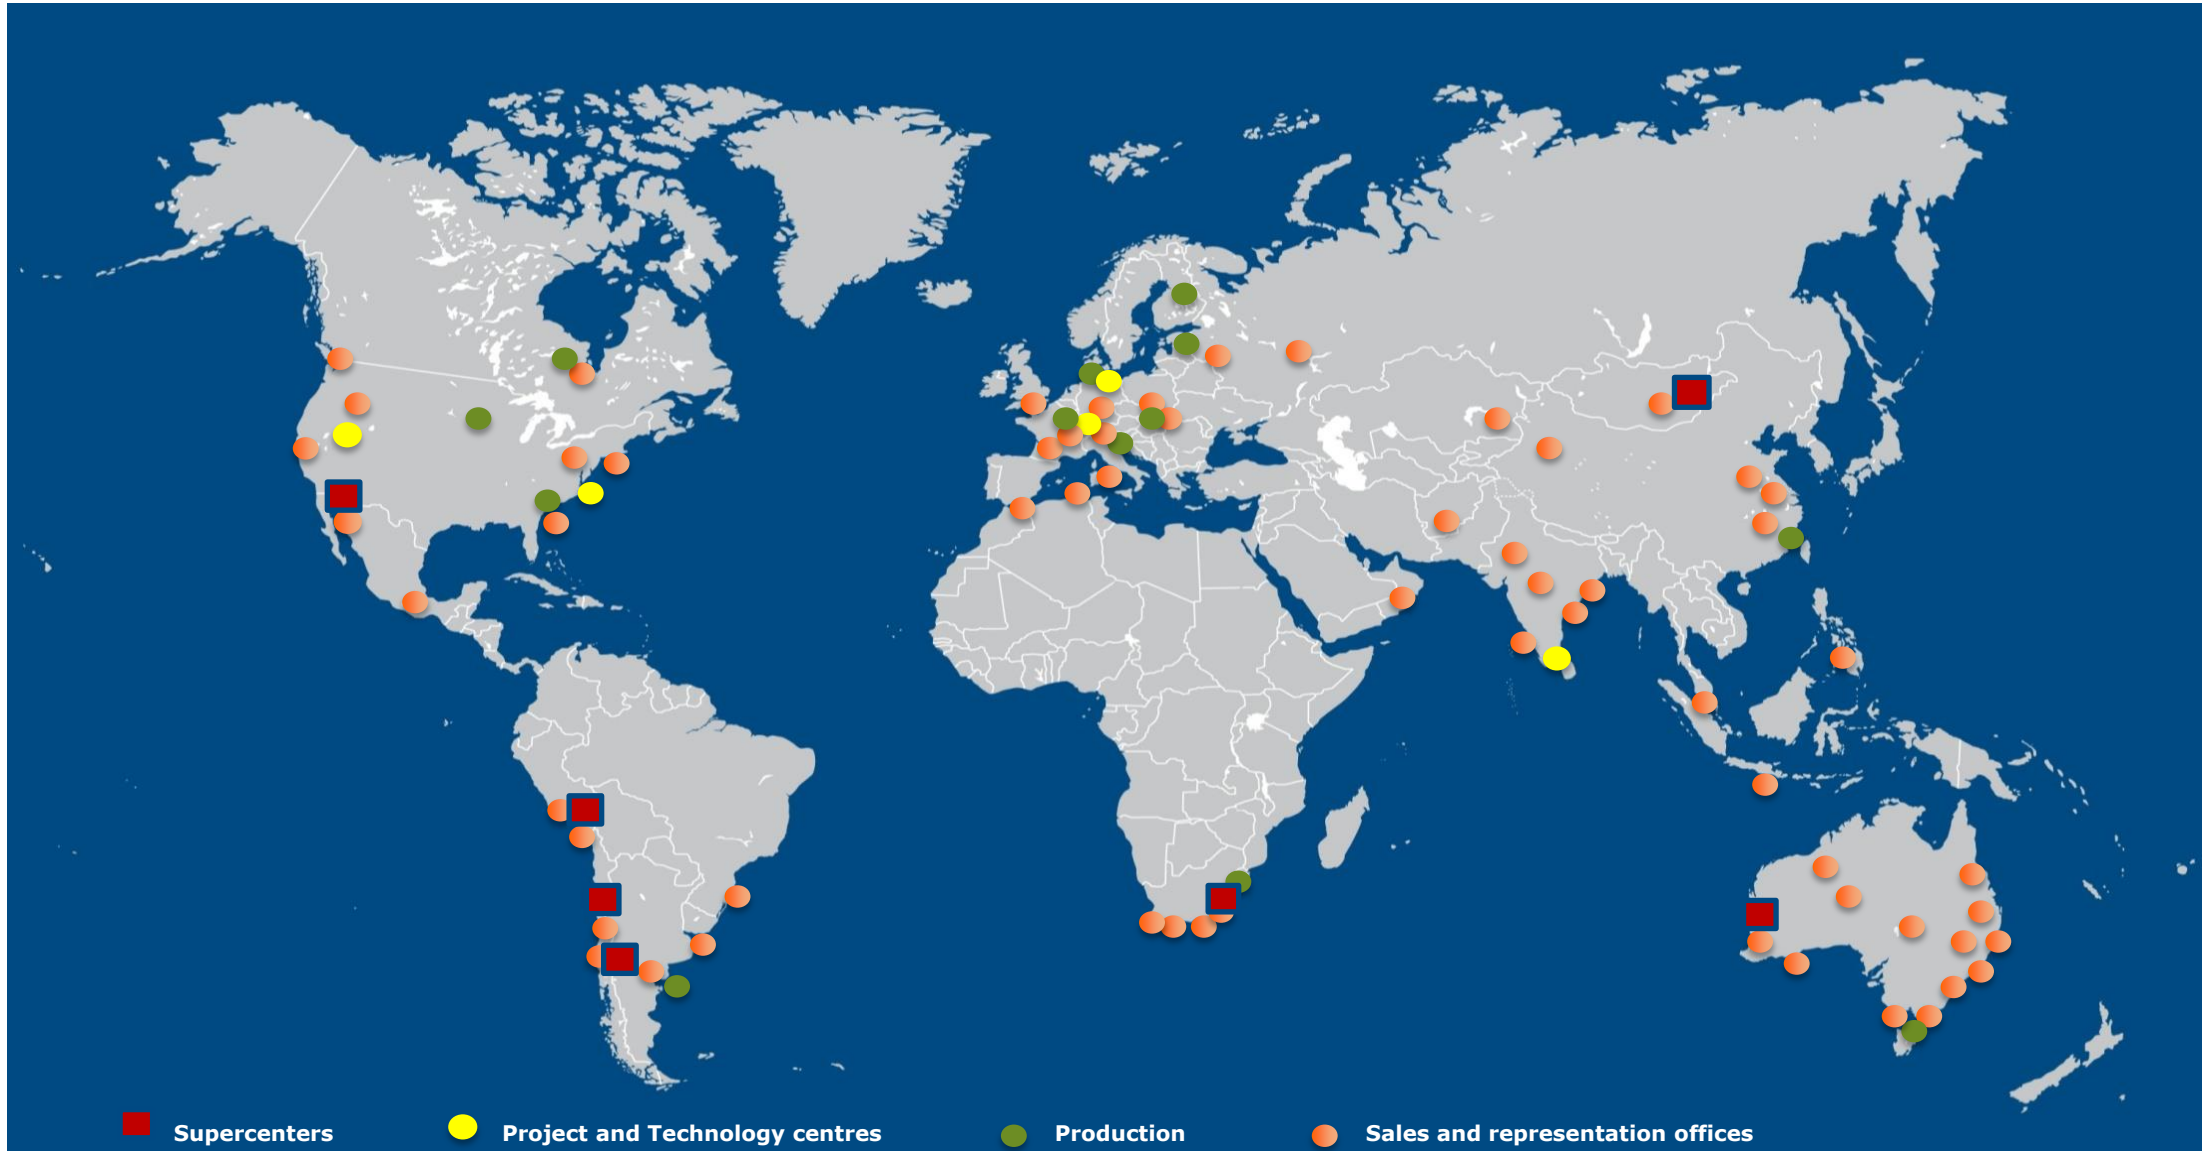 Supercenters
Project and Technology centres
Production
Sales and representation offices